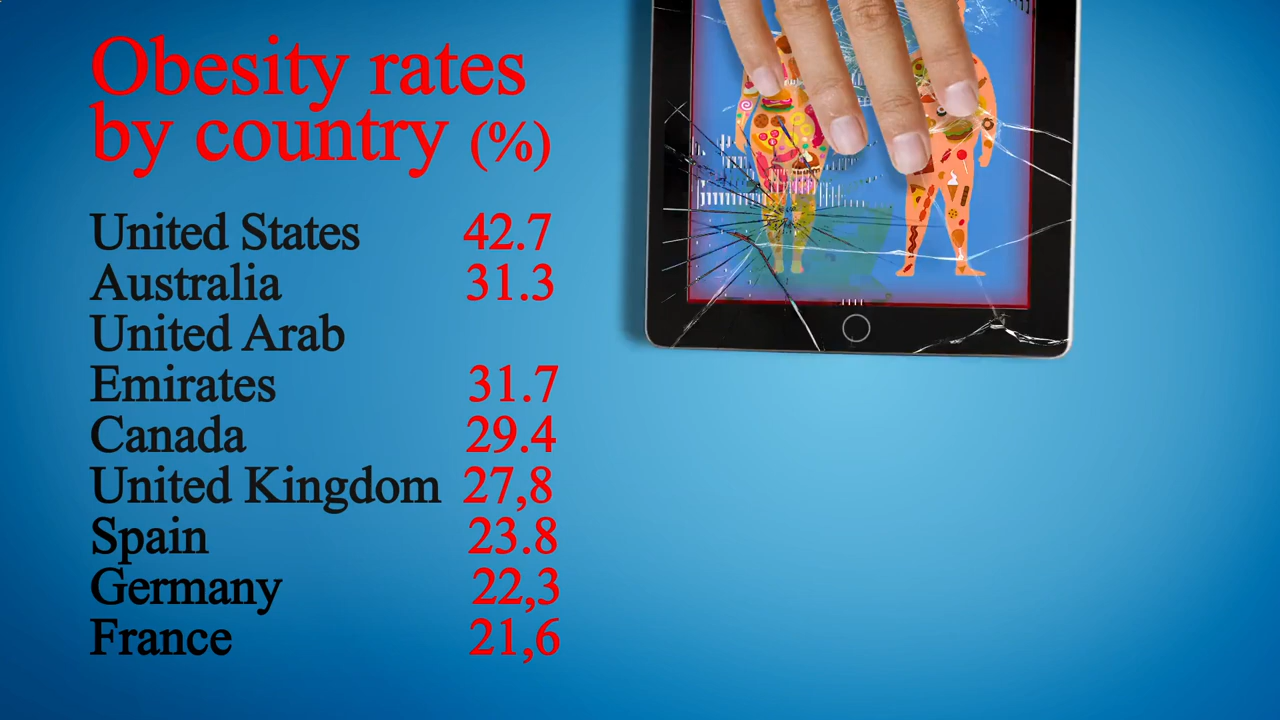 Obesity rates
by country (%)
United States 42.7
Australia 31.3
United Arab
Emirates 31.7
Canada 29.4
United Kingdom 27,8
Spain 23.8
Germany 22,3
France 21,6